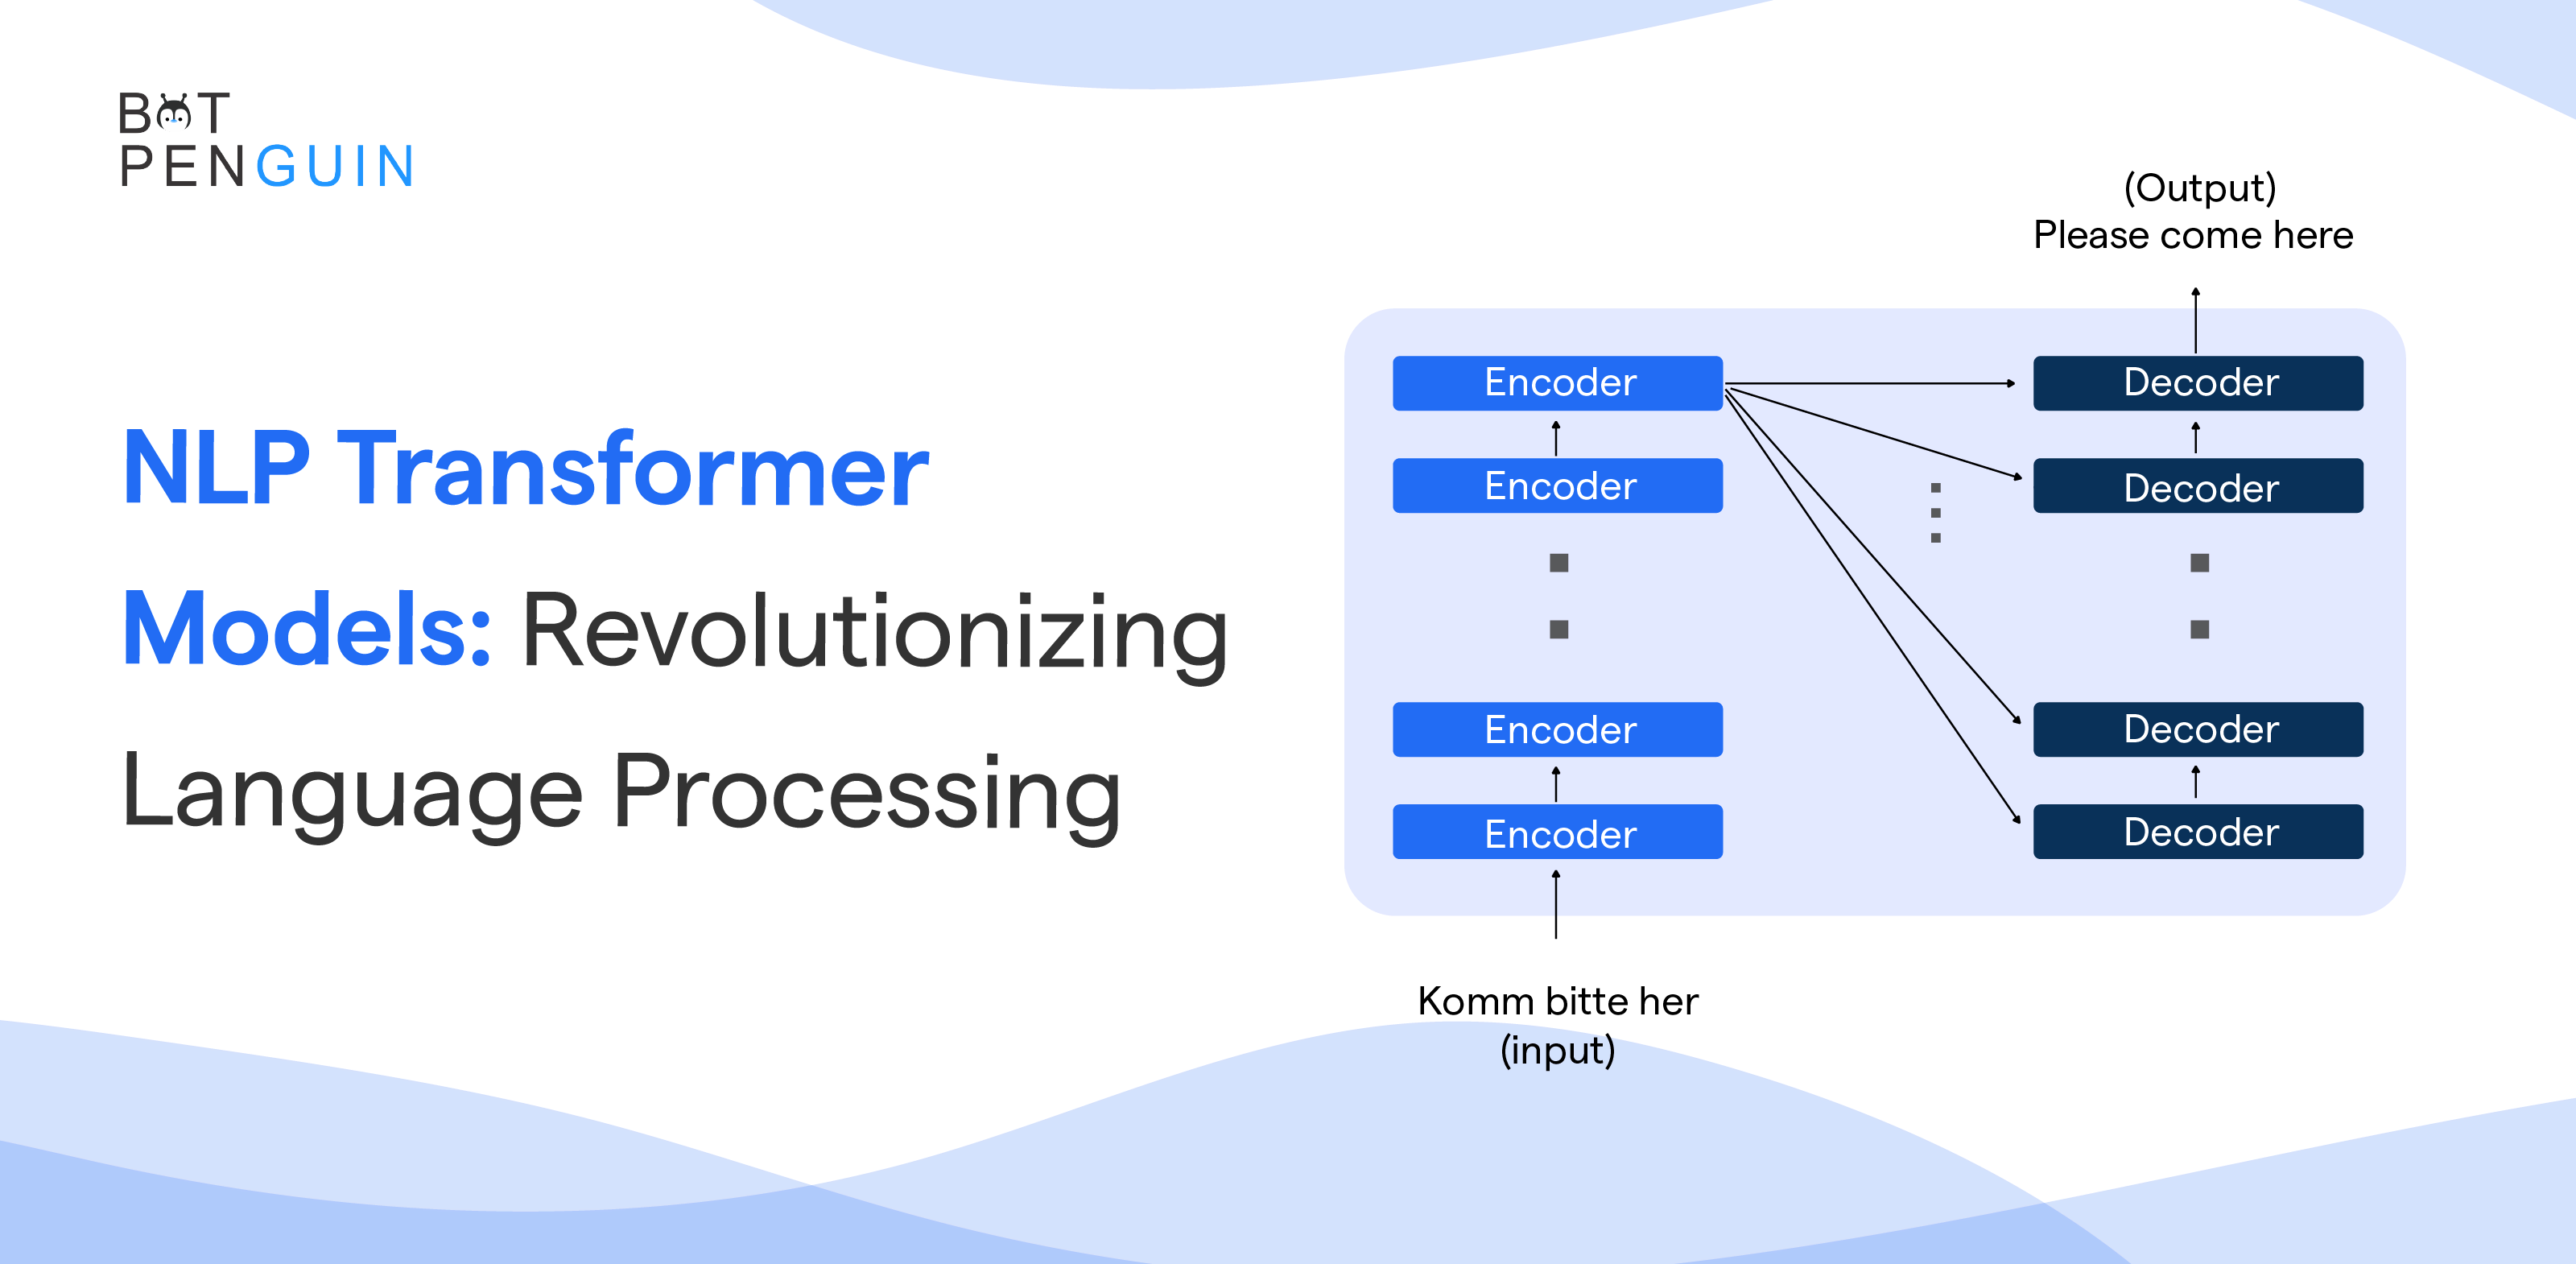 BOT
PENGUIN
NLP Transformer
Models: Revolutionizing
Language Processing
(Output)
Please come here
Encoder
Decoder
Encoder
Decoder
Encoder
Decoder
Encoder
Decoder
Komm bitte her
(input)